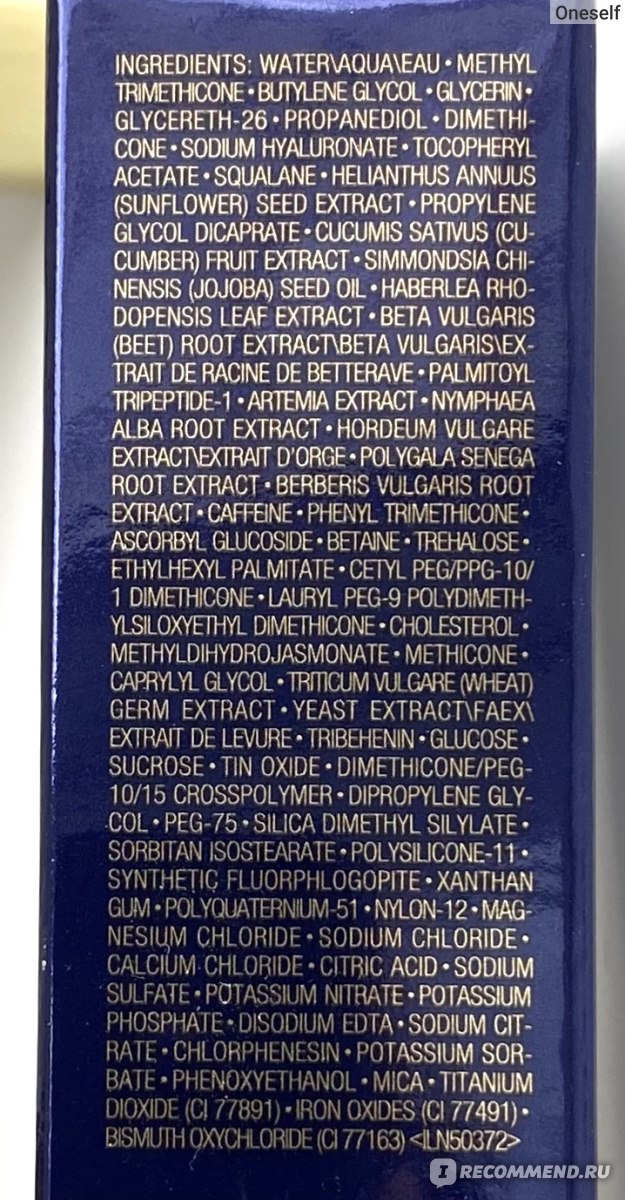 Oneself
INGREDIENTS: WATER\AQUA\EAU • METHYL
TRIMETHICONE • BUTYLENE GLYCOL • GLYCERIN •
GLYCERETH-26 • PROPANEDIOL • DIMETHI-
CONE • SODIUM HYALURONATE • TOCOPHERYL
ACETATE • SQUALANE • HELIANTHUS ANNUUS
(SUNFLOWER) SEED EXTRACT • PROPYLENE
GLYCOL DICAPRATE • CUCUMIS SATIVUS (CU-
CUMBER) FRUIT EXTRACT • SIMMONDSIA CHI-
NENSIS (JOJOBA) SEED OIL • HABERLEA RHO-
DOPENSIS LEAF EXTRACT • BETA VULGARIS
(BEET) ROOT EXTRACT\BETA VULGARIS\EX-
TRAIT DE RACINE DE BETTERAVE • PALMITOYL
TRIPEPTIDE-1 • ARTEMIA EXTRACT • NYMPHAEA
ALBA ROOT EXTRACT • HORDEUM VULGARE
EXTRACT\EXTRAIT D'ORGE • POLYGALA SENEGA
ROOT EXTRACT • BERBERIS VULGARIS ROOT
EXTRACT • CAFFEINE • PHENYL TRIMETHICONE •
ASCORBYL GLUCOSIDE • BETAINE • TREHALOSE •
ETHYLHEXYL PALMITATE • CETYL PEG/PPG-10/
1 DIMETHICONE • LAURYL PEG-9 POLYDIMETH-
YLSILOXYETHYL DIMETHICONE • CHOLESTEROL •
METHYLDIHYDROJASMONATE • METHICONE •
CAPRYLYL GLYCOL • TRITICUM VULGARE (WHEAT)
GERM EXTRACT • YEAST EXTRACT\FAEX\
EXTRAIT DE LEVURE • TRIBEHENIN • GLUCOSE •
SUCROSE • TIN OXIDE • DIMETHICONE/PEG-
10/15 CROSSPOLYMER • DIPROPYLENE GLY-
COL • PEG-75 • SILICA DIMETHYL SILYLATE •
SORBITAN ISOSTEARATE • POLYSILICONE-11 •
SYNTHETIC FLUORPHLOGOPITE • XANTHAN
GUM • POLYQUATERNIUM-51 • NYLON-12 • MAG-
NESIUM CHLORIDE • SODIUM CHLORIDE •
CALCIUM CHLORIDE • CITRIC ACID • SODIUM
SULFATE • POTASSIUM NITRATE • POTASSIUM
PHOSPHATE • DISODIUM EDTA • SODIUM CIT-
RATE • CHLORPHENESIN • POTASSIUM SOR-
BATE • PHENOXYETHANOL • MICA • TITANIUM
DIOXIDE (CI 77891) • IRON OXIDES (CI 77491) •
BISMUTH OXYCHLORIDE (CI 77163) <ILN50372>
IRECOMMEND.RU